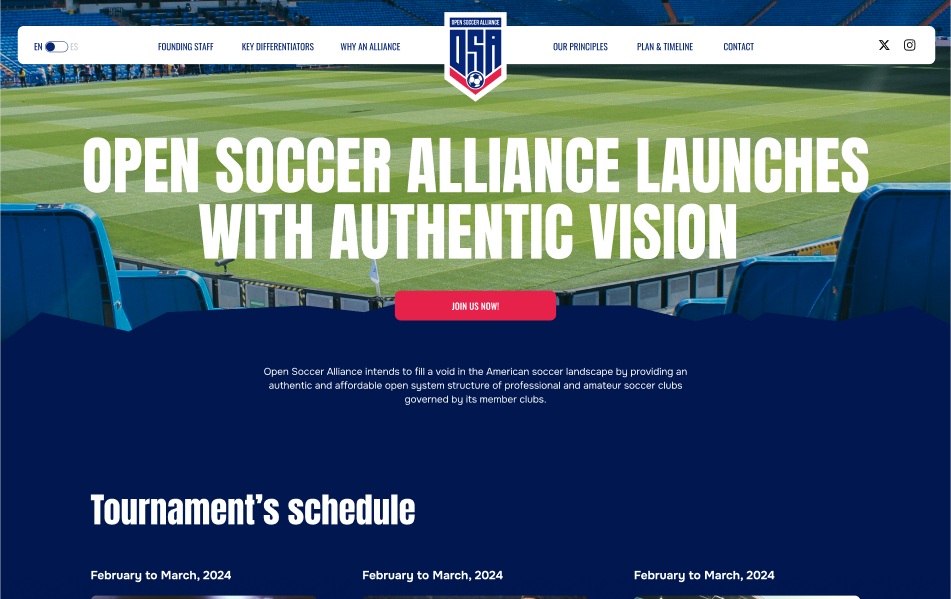 OPEN SOCCER ALLIANCE
EN ES FOUNDING STAFF KEY DIFFERENTIATORS WHY AN ALLIANCE OSA OUR PRINCIPLES PLAN & TIMELINE CONTACT
OPEN SOCCER ALLIANCE LAUNCHES
WITH AUTHENTIC VISION
JOIN US NOW!
Open Soccer Alliance intends to fill a void in the American soccer landscape by providing an
authentic and affordable open system structure of professional and amateur soccer clubs
governed by its member clubs.
Tournament’s schedule
February to March, 2024 February to March, 2024 February to March, 2024